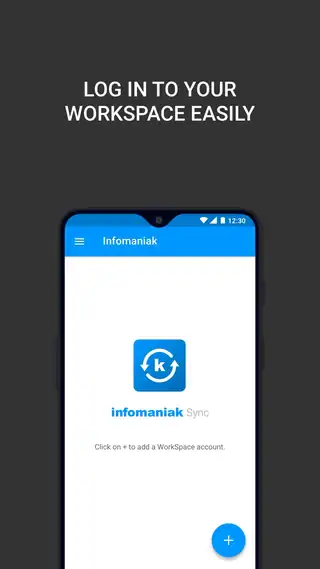 LOG IN TO YOUR
WORKSPACE EASILY
12:30
Infomaniak
k
infomaniak Sync
Click on + to add a WorkSpace account.
+